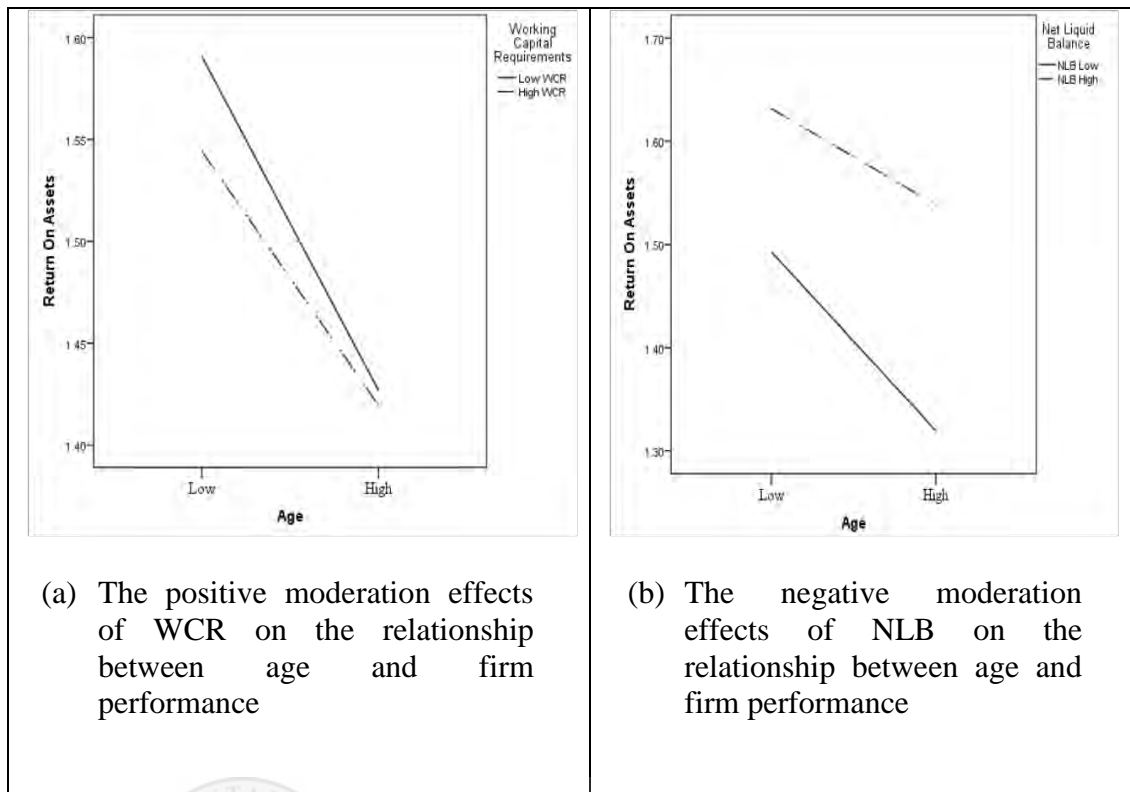 Working
Capital
Requirements
Low WCR
High WCR
1.60
1.55
1.50
1.45
1.40
Return On Assets
Low
High
Age
(a) The positive moderation effects
of WCR on the relationship
between age and firm
performance
Net Liquid
Balance
NLB Low
NLB High
1.70
1.60
1.50
1.40
1.30
Return On Assets
Low
High
Age
(b) The negative moderation
effects of NLB on the
relationship between age and
firm performance